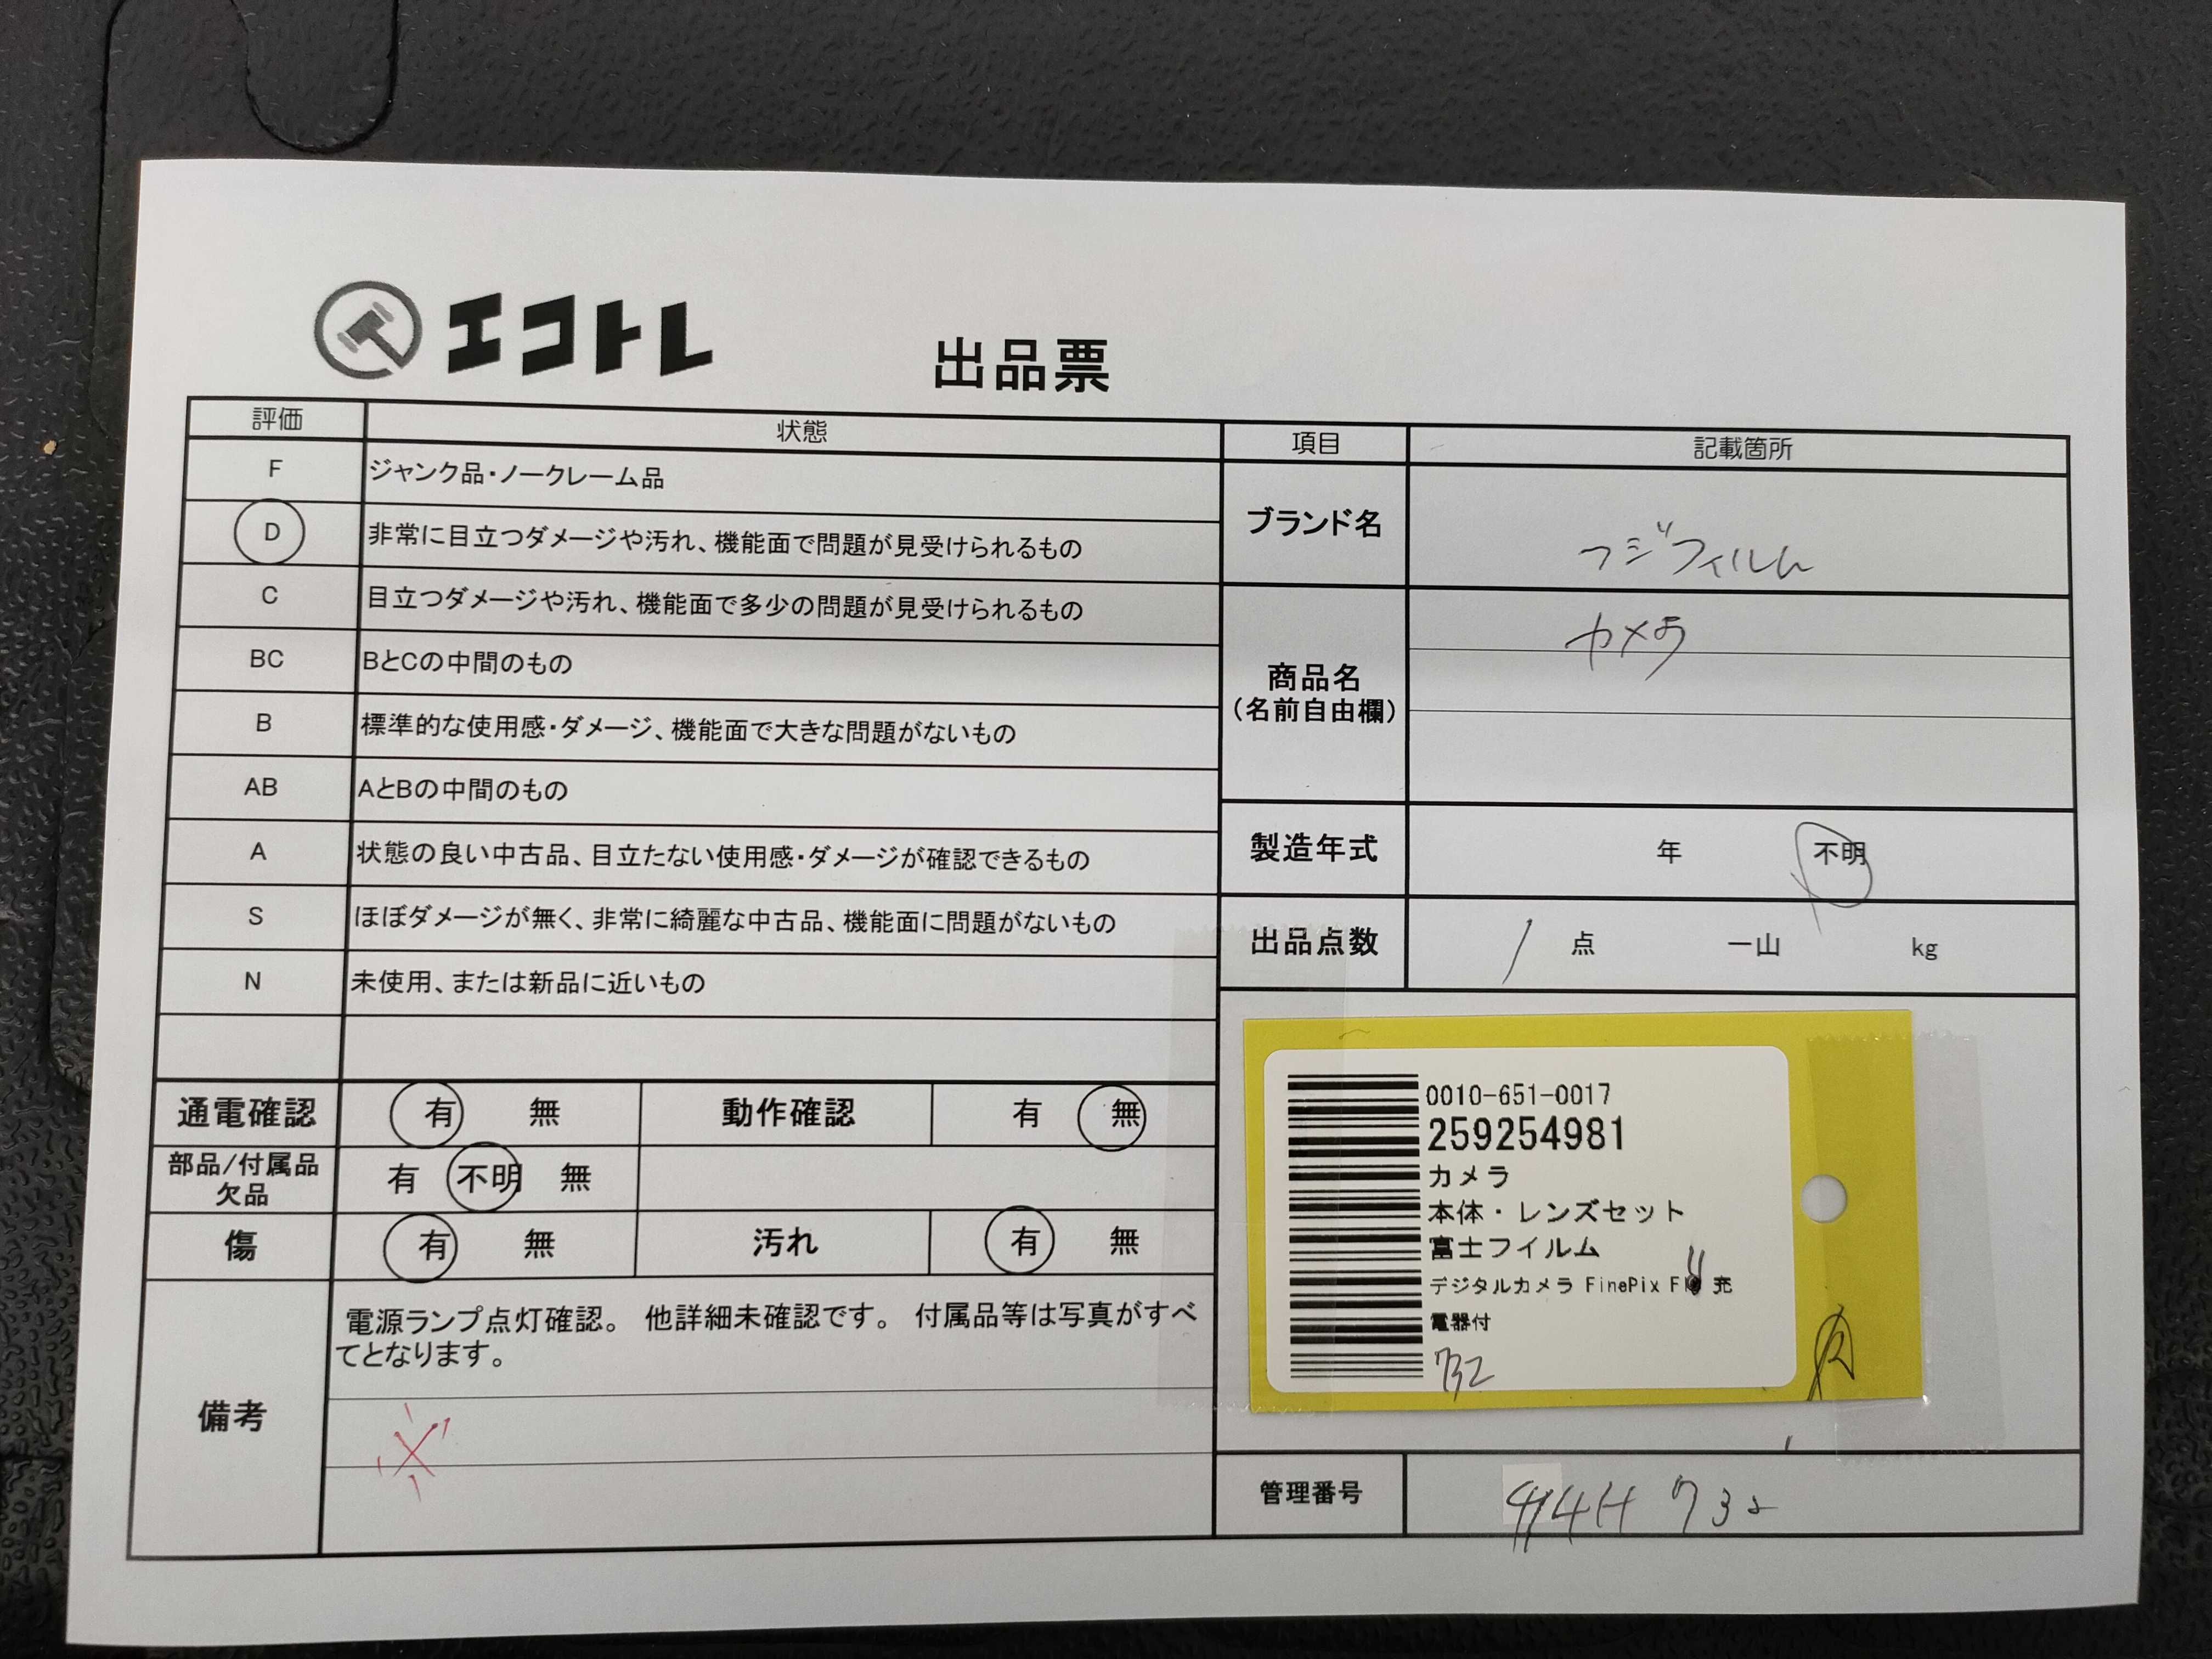 エコトレ
出品票
評価 状態
F ジャンク品・ノークレーム品
D 非常に目立つダメージや汚れ、機能面で問題が見受けられるもの
C 目立つダメージや汚れ、機能面で多少の問題が見受けられるもの
BC BとCの中間のもの
B 標準的な使用感・ダメージ、機能面で大きな問題がないもの
AB AとBの中間のもの
A 状態の良い中古品、目立たない使用感・ダメージが確認できるもの
S ほぼダメージが無く、非常に綺麗な中古品、機能面に問題がないもの
N 未使用、または新品に近いもの
通電確認 有 無 動作確認 有 無
部品/付属品
欠品 有 不明 無
傷 有 無 汚れ 有 無
備考
電源ランプ点灯確認。 他詳細未確認です。 付属品等は写真がすべ
てとなります。
項目 記載箇所
ブランド名 フジフィルム
商品名
(名前自由欄)
カメラ
製造年式 年 不明
出品点数 1 点 一山 kg
0010-651-0017
259254981
カメラ
本体・レンズセット
富士フイルム
デジタルカメラ FinePix 充
電器付
732
管理番号 732